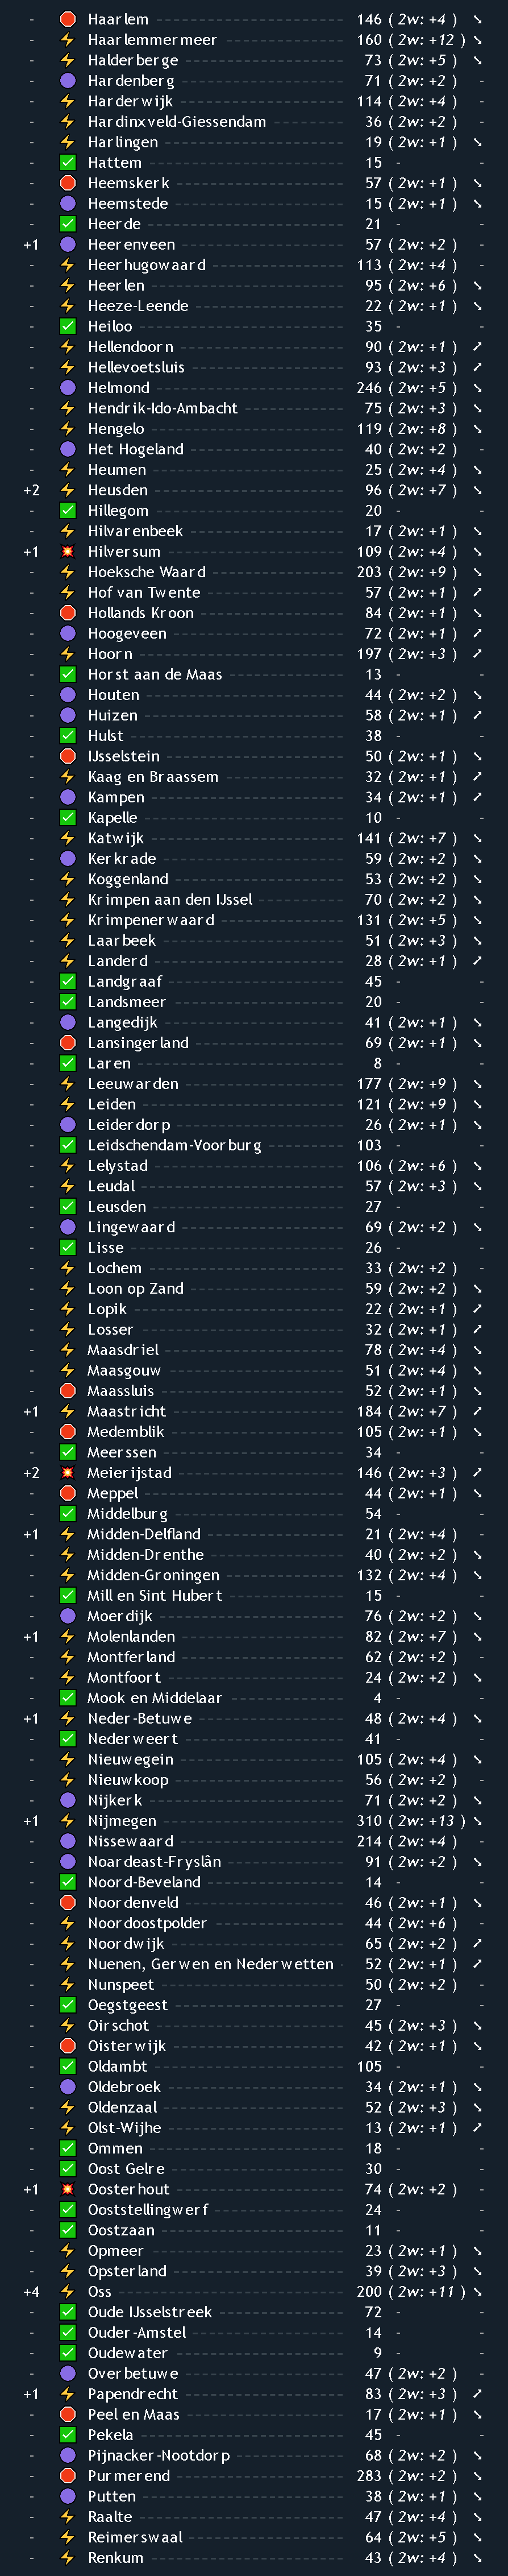 - Haarlem 146 ( 2w: +4 ) ↘
- Haarlemmermeer 160 ( 2w: +12 ) ↘
- Halderberge 73 ( 2w: +5 ) ↘
- Hardenberg 71 ( 2w: +2 ) -
- Harderwijk 114 ( 2w: +4 ) -
- Hardinxveld-Giessendam 36 ( 2w: +2 ) -
- Harlingen 19 ( 2w: +1 ) ↘
- Hattem 15 - -
- Heemskerk 57 ( 2w: +1 ) ↘
- Heemstede 15 ( 2w: +1 ) ↘
- Heerde 21 - -
+1 Heerenveen 57 ( 2w: +2 ) -
- Heerhugowaard 113 ( 2w: +4 ) -
- Heerlen 95 ( 2w: +6 ) ↘
- Heeze-Leende 22 ( 2w: +1 ) ↘
- Heiloo 35 - -
- Hellendoorn 90 ( 2w: +1 ) ↗
- Hellevoetsluis 93 ( 2w: +3 ) ↗
- Helmond 246 ( 2w: +5 ) ↘
- Hendrik-Ido-Ambacht 75 ( 2w: +3 ) ↘
- Hengelo 119 ( 2w: +8 ) ↘
- Het Hogeland 40 ( 2w: +2 ) -
- Heumen 25 ( 2w: +4 ) ↘
+2 Heusden 96 ( 2w: +7 ) ↘
- Hillegom 20 - -
- Hilvarenbeek 17 ( 2w: +1 ) ↘
+1 Hilversum 109 ( 2w: +4 ) ↘
- Hoeksche Waard 203 ( 2w: +9 ) ↘
- Hof van Twente 57 ( 2w: +1 ) ↗
- Hollands Kroon 84 ( 2w: +1 ) ↘
- Hoogeveen 72 ( 2w: +1 ) ↗
- Hoorn 197 ( 2w: +3 ) ↗
- Horst aan de Maas 13 - -
- Houten 44 ( 2w: +2 ) ↘
- Huizen 58 ( 2w: +1 ) ↗
- Hulst 38 - -
- IJsselstein 50 ( 2w: +1 ) ↘
- Kaag en Braassem 32 ( 2w: +1 ) ↗
- Kampen 34 ( 2w: +1 ) ↗
- Kapelle 10 - -
- Katwijk 141 ( 2w: +7 ) ↘
- Kerkrade 59 ( 2w: +2 ) ↘
- Koggenland 53 ( 2w: +2 ) ↘
- Krimpen aan den IJssel 70 ( 2w: +2 ) ↘
- Krimpenerwaard 131 ( 2w: +5 ) ↘
- Laarbeek 51 ( 2w: +3 ) ↘
- Landerd 28 ( 2w: +1 ) ↗
- Landgraaf 45 - -
- Landsmeer 20 - -
- Langedijk 41 ( 2w: +1 ) ↘
- Lansingerland 69 ( 2w: +1 ) ↘
- Laren 8 - -
- Leeuwarden 177 ( 2w: +9 ) ↘
- Leiden 121 ( 2w: +9 ) ↘
- Leiderdorp 26 ( 2w: +1 ) ↘
- Leidschendam-Voorburg 103 - -
- Lelystad 106 ( 2w: +6 ) ↘
- Leudal 57 ( 2w: +3 ) ↘
- Leusden 27 - -
- Lingewaard 69 ( 2w: +2 ) ↘
- Lisse 26 - -
- Lochem 33 ( 2w: +2 ) -
- Loon op Zand 59 ( 2w: +2 ) ↘
- Lopik 22 ( 2w: +1 ) ↗
- Losser 32 ( 2w: +1 ) ↗
- Maasdriel 78 ( 2w: +4 ) ↘
- Maasgouw 51 ( 2w: +4 ) ↘
- Maassluis 52 ( 2w: +1 ) ↘
+1 Maastricht 184 ( 2w: +7 ) ↗
- Medemblik 105 ( 2w: +1 ) ↘
- Meerssen 34 - -
+2 Meierijstad 146 ( 2w: +3 ) ↗
- Meppel 44 ( 2w: +1 ) ↘
- Middelburg 54 - -
+1 Midden-Delfland 21 ( 2w: +4 ) -
- Midden-Drenthe 40 ( 2w: +2 ) ↘
- Midden-Groningen 132 ( 2w: +4 ) ↘
- Mill en Sint Hubert 15 - -
- Moerdijk 76 ( 2w: +2 ) ↘
+1 Molenlanden 82 ( 2w: +7 ) ↘
- Montferland 62 ( 2w: +2 ) -
- Montfoort 24 ( 2w: +2 ) ↘
- Mook en Middelaar 4 - -
+1 Neder-Betuwe 48 ( 2w: +4 ) ↘
- Nederweert 41 - -
- Nieuwegein 105 ( 2w: +4 ) ↘
- Nieuwkoop 56 ( 2w: +2 ) -
- Nijkerk 71 ( 2w: +2 ) ↘
+1 Nijmegen 310 ( 2w: +13 ) ↘
- Nissewaard 214 ( 2w: +4 ) -
- Noardeast-Fryslân 91 ( 2w: +2 ) ↘
- Noord-Beveland 14 - -
- Noordenveld 46 ( 2w: +1 ) ↘
- Noordoostpolder 44 ( 2w: +6 ) -
- Noordwijk 65 ( 2w: +2 ) ↗
- Nuenen, Gerwen en Nederwetten 52 ( 2w: +1 ) ↗
- Nunspeet 50 ( 2w: +2 ) -
- Oegstgeest 27 - -
- Oirschot 45 ( 2w: +3 ) ↘
- Oisterwijk 42 ( 2w: +1 ) ↘
- Oldambt 105 - -
- Oldebroek 34 ( 2w: +1 ) ↘
- Oldenzaal 52 ( 2w: +3 ) ↘
- Olst-Wijhe 13 ( 2w: +1 ) ↗
- Ommen 18 - -
- Oost Gelre 30 - -
+1 Oosterhout 74 ( 2w: +2 ) -
- Ooststellingwerf 24 - -
- Oostzaan 11 - -
- Opmeer 23 ( 2w: +1 ) ↘
- Opsterland 39 ( 2w: +3 ) ↘
+4 Oss 200 ( 2w: +11 ) ↘
- Oude IJsselstreek 72 - -
- Ouder-Amstel 14 - -
- Oudewater 9 - -
- Overbetuwe 47 ( 2w: +2 ) -
+1 Papendrecht 83 ( 2w: +3 ) ↗
- Peel en Maas 17 ( 2w: +1 ) ↘
- Pekela 45 - -
- Pijnacker-Nootdorp 68 ( 2w: +2 ) ↘
- Purmerend 283 ( 2w: +2 ) ↘
- Putten 38 ( 2w: +1 ) ↘
- Raalte 47 ( 2w: +4 ) ↘
- Reimerswaal 64 ( 2w: +5 ) ↘
- Renkum 43 ( 2w: +4 ) ↘